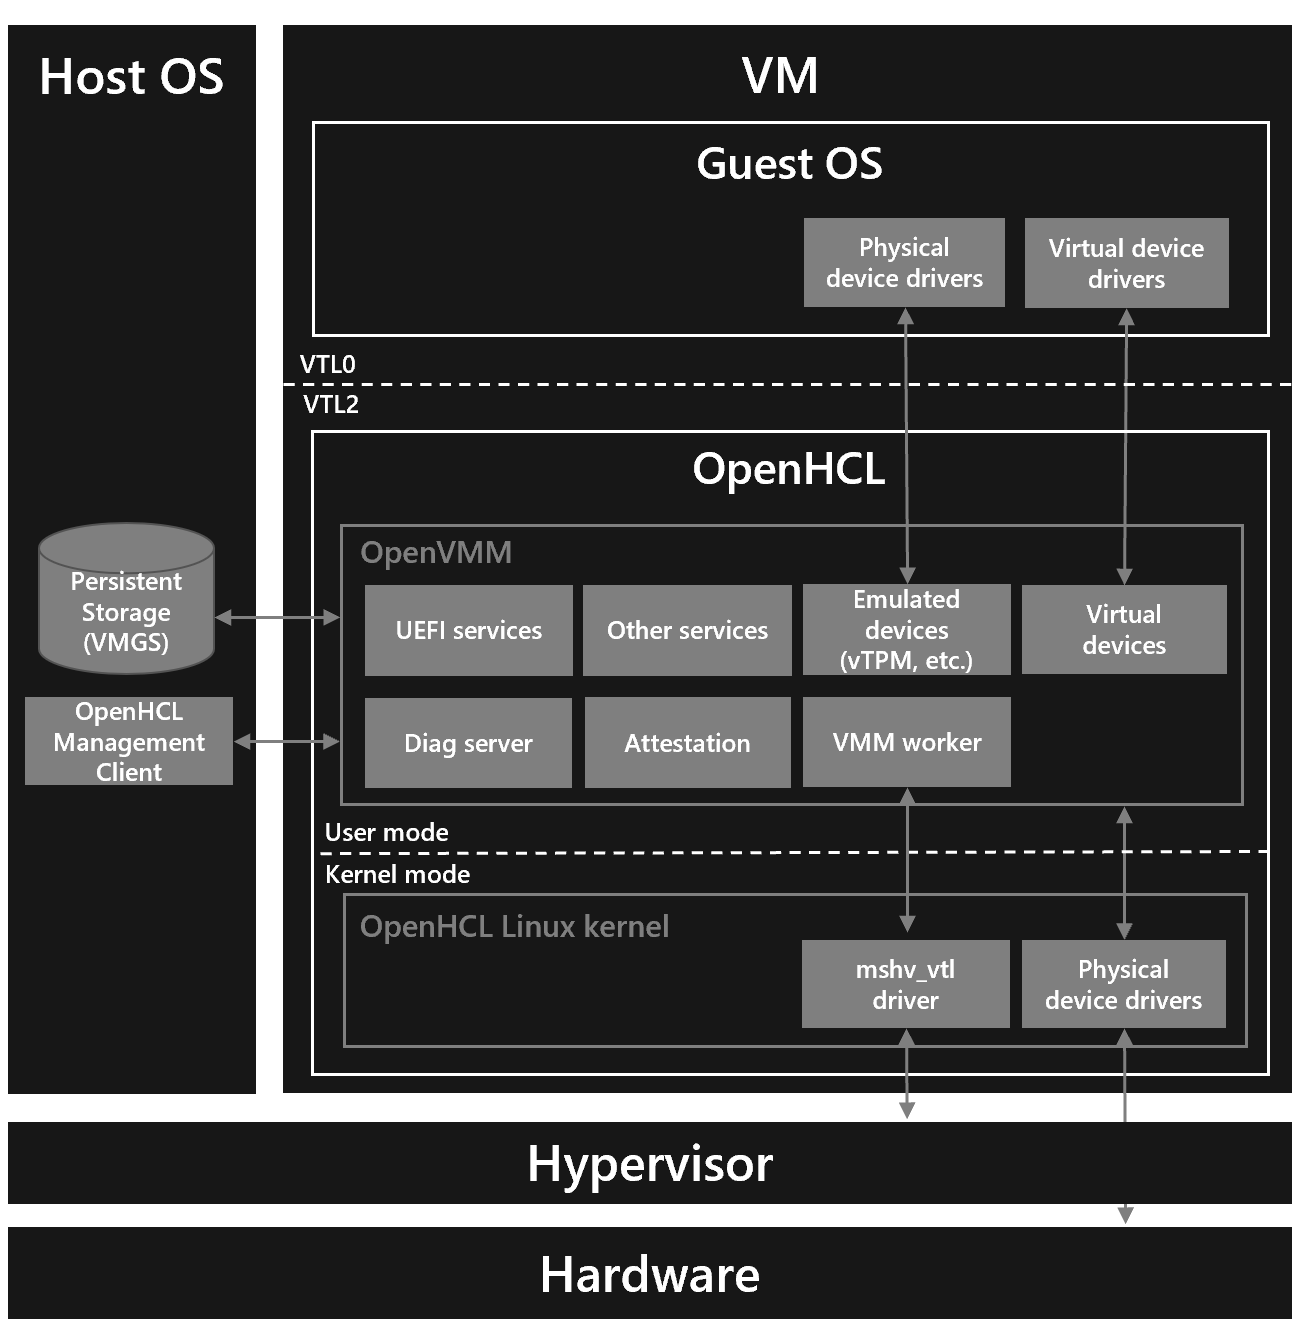 Host OS
VM
Guest OS
Physical
device drivers
Virtual device
drivers
VTL0
VTL2
OpenHCL
OpenVMM
Persistent
Storage
(VMGS)
UEFI services
Other services
Emulated
devices
(vTPM, etc.)
Virtual
devices
OpenHCL
Management
Client
Diag server
Attestation
VMM worker
User mode
Kernel mode
OpenHCL Linux kernel
mshv_vtl
driver
Physical
device drivers
Hypervisor
Hardware